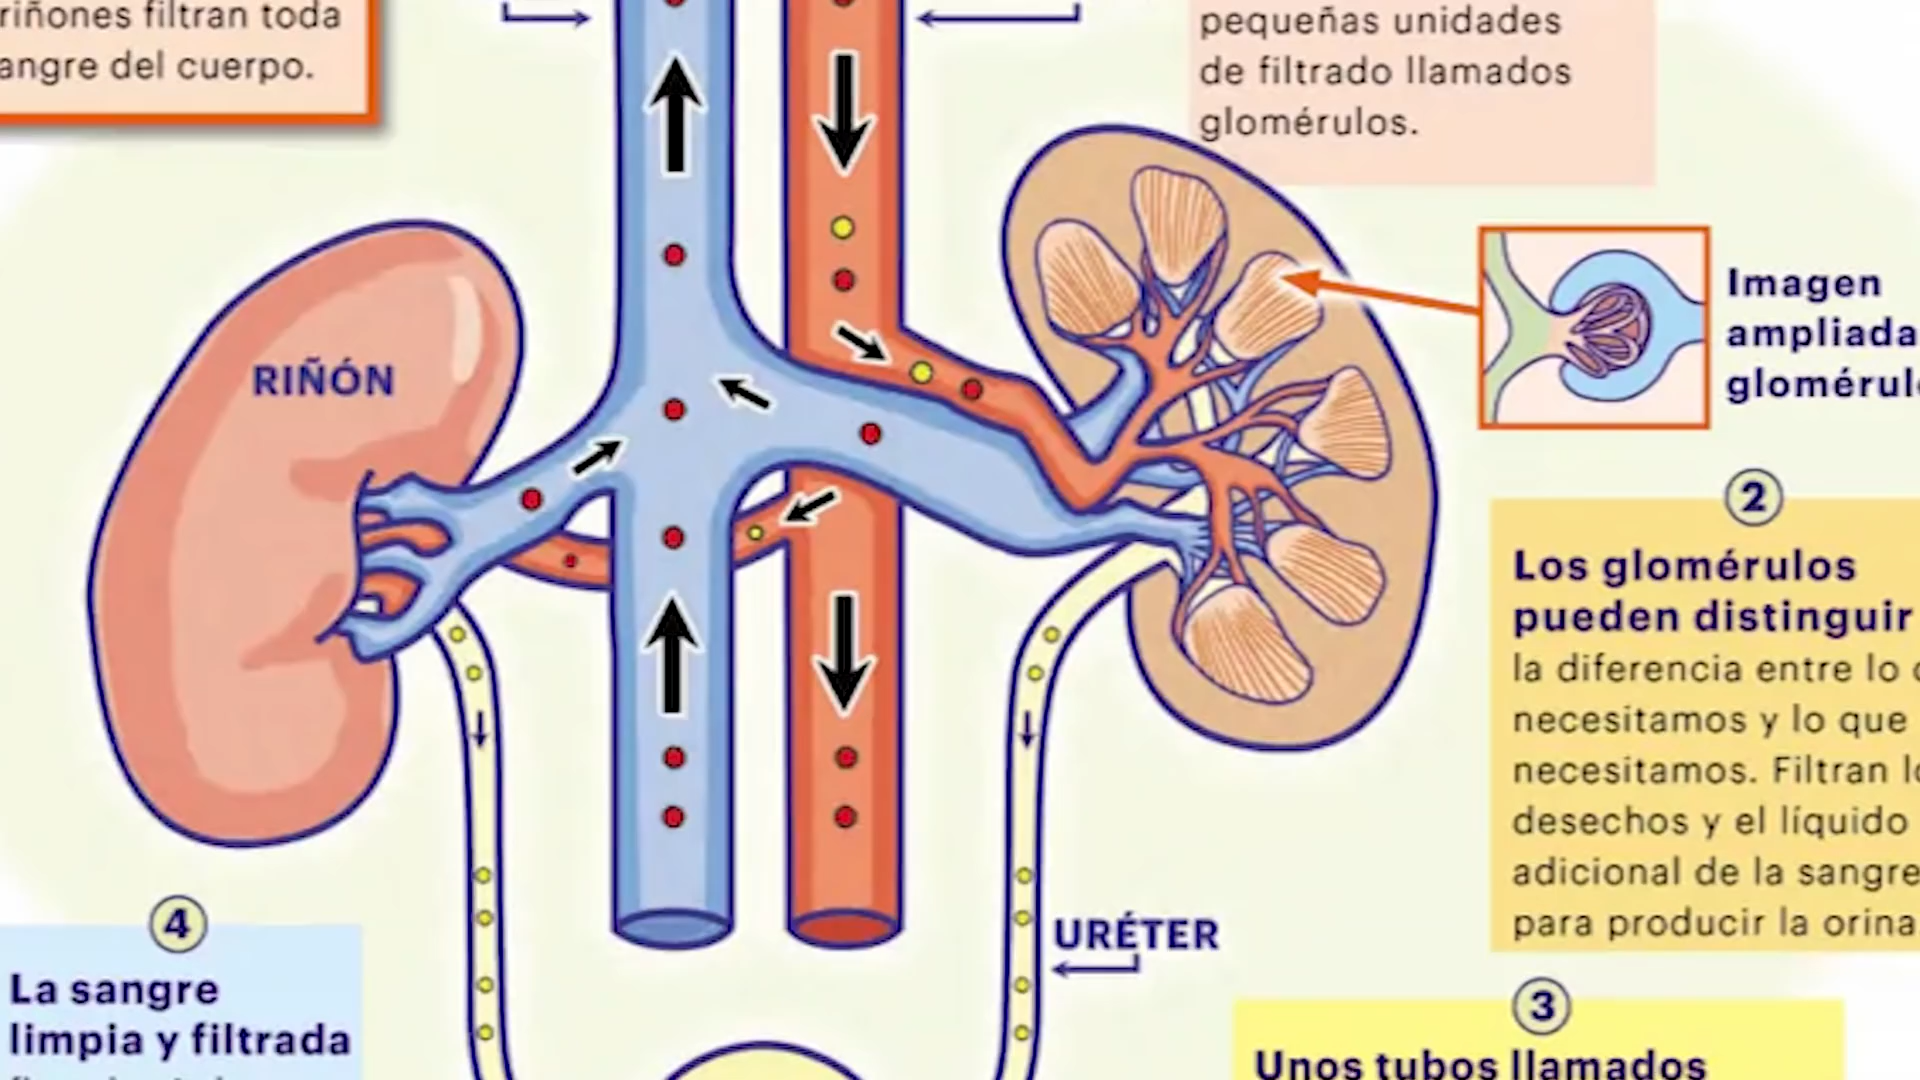 riñones filtran toda
angre del cuerpo.
pequeñas unidades
de filtrado llamados
glomérulos.
RIÑÓN
Imagen
ampliada
2
Los glomérulos
pueden distinguir
la diferencia entre lo
necesitamos y lo que
necesitamos. Filtran
desechos y el líquido
adicional de la sangre
para producir la orina
URÉTER
4
La sangre
limpia y filtrada
3
Unos tubos llamados